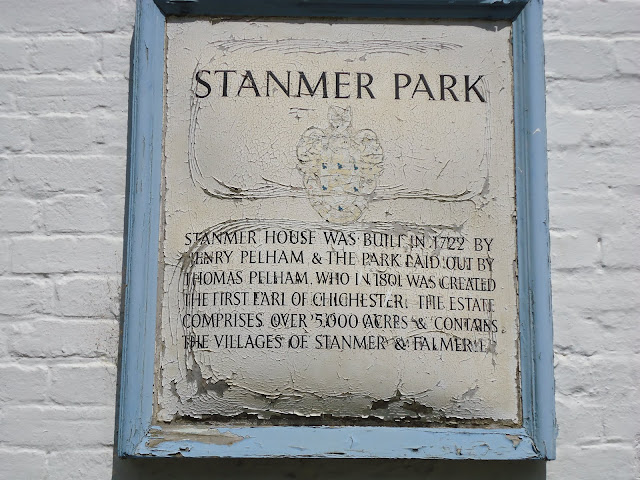 STANMER PARK
STANMER HOUSE WAS BUILT IN 1722 BY
HENRY PELHAM & THE PARK LAID OUT BY
THOMAS PELHAM, WHO IN 1801, WAS CREATED
THE FIRST EARL OF CHICHESTER. THE ESTATE
COMPRISES OVER 5,000 ACRES & CONTAINS
THE VILLAGES OF STANMER & FALMER.